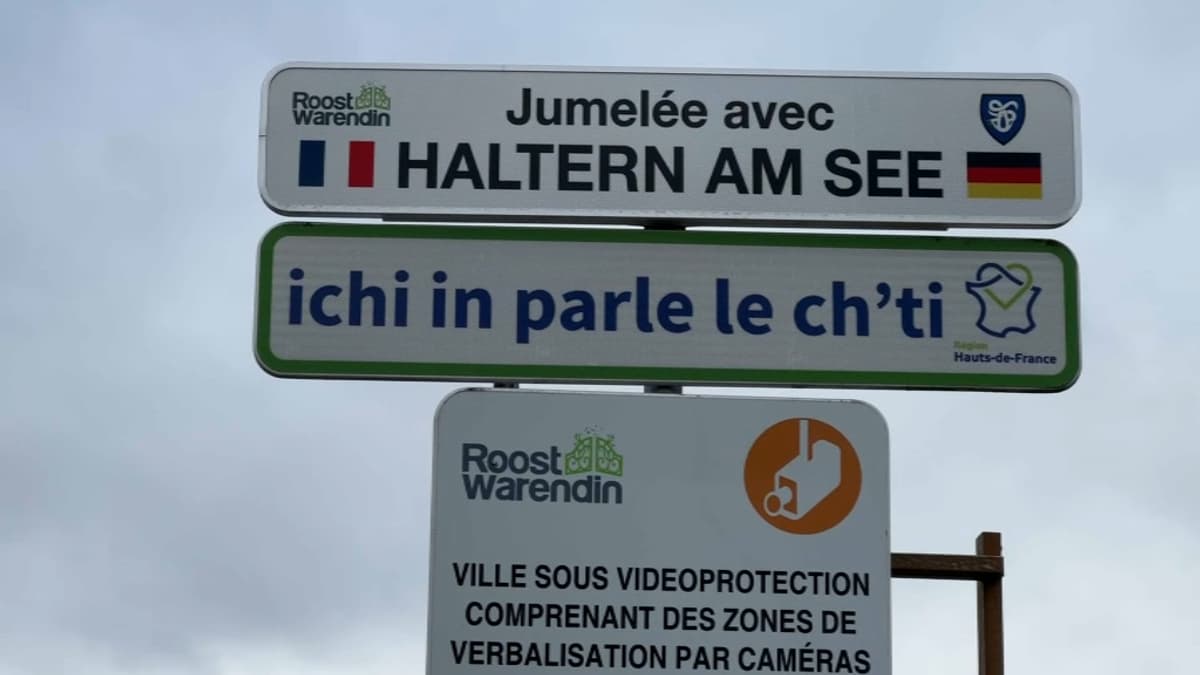 Roost
Warendin
Jumelée avec
HALTERN AM SEE
ichi in parle le ch'ti
Région
Hauts-de-France
Roost
Warendin
VILLE SOUS VIDEOPROTECTION
COMPRENANT DES ZONES DE
VERBALISATION PAR CAMÉRAS